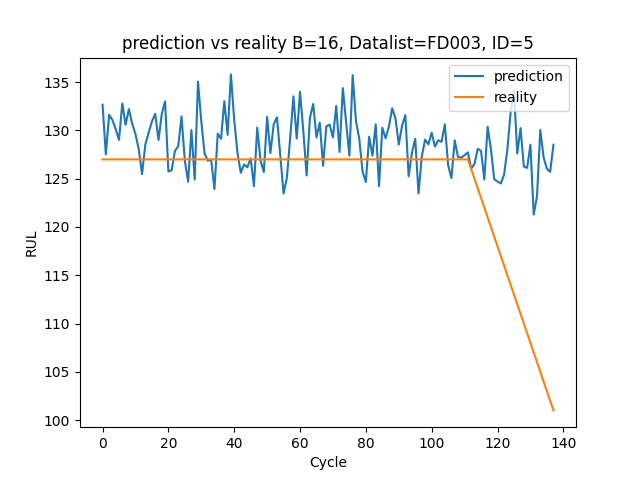 prediction vs reality B=16, Datalist=FD003, ID=5
prediction
reality
135
130
125
120
115
110
105
100
RUL
0 20 40 60 80 100 120 140
Cycle